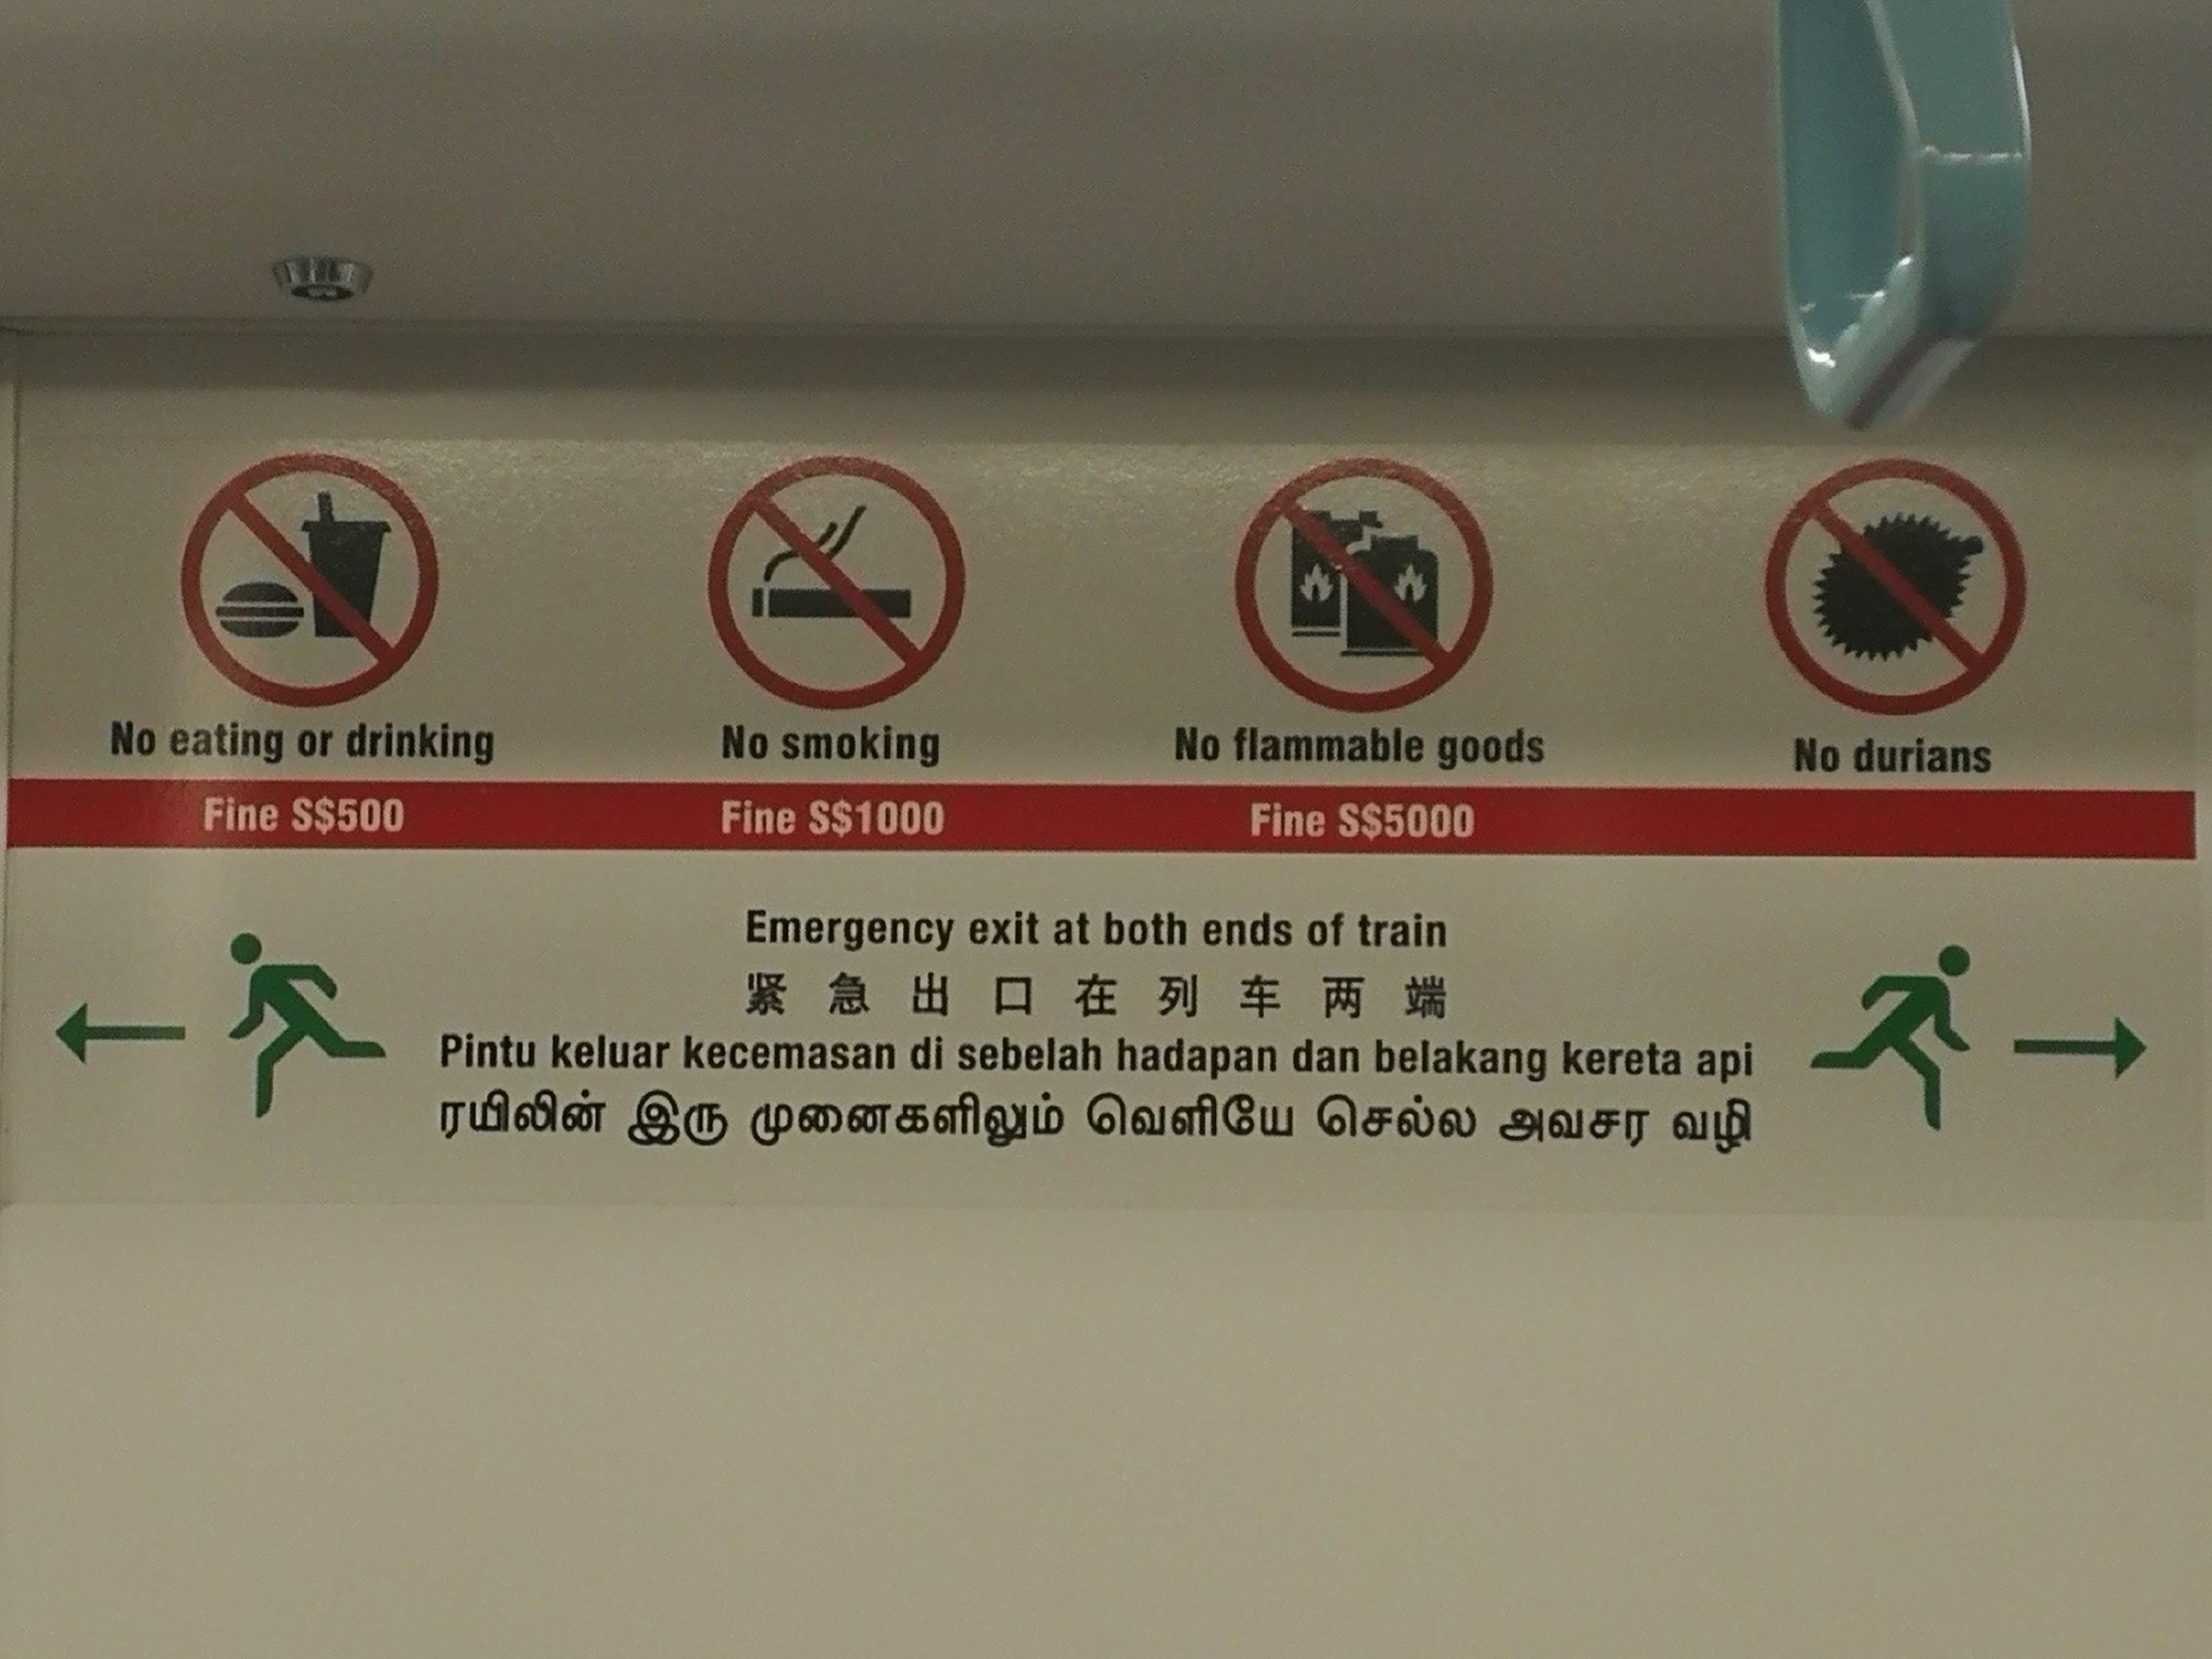 No eating or drinking No smoking No flammable goods No durians
Fine S$500 Fine S$1000 Fine S$5000
Emergency exit at both ends of train
紧急出口在列车两端
Pintu keluar kecemasan di sebelah hadapan dan belakang kereta api
ரயிலின் இரு முனைகளிலும் வெளியே செல்ல அவசர வழி